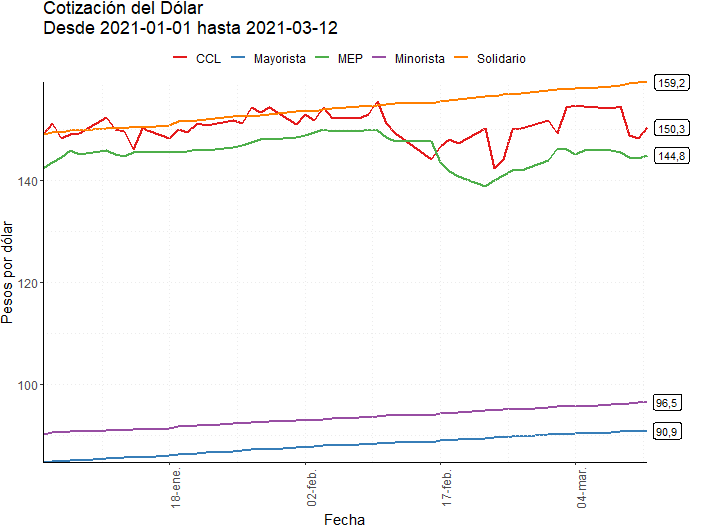 Cotización del Dólar
Desde 2021-01-01 hasta 2021-03-12
CCL Mayorista MEP Minorista Solidario
159,2
150,3
144,8
140
120
100
96,5
90,9
Pesos por dólar
18-ene.
02-feb.
17-feb.
04-mar.
Fecha